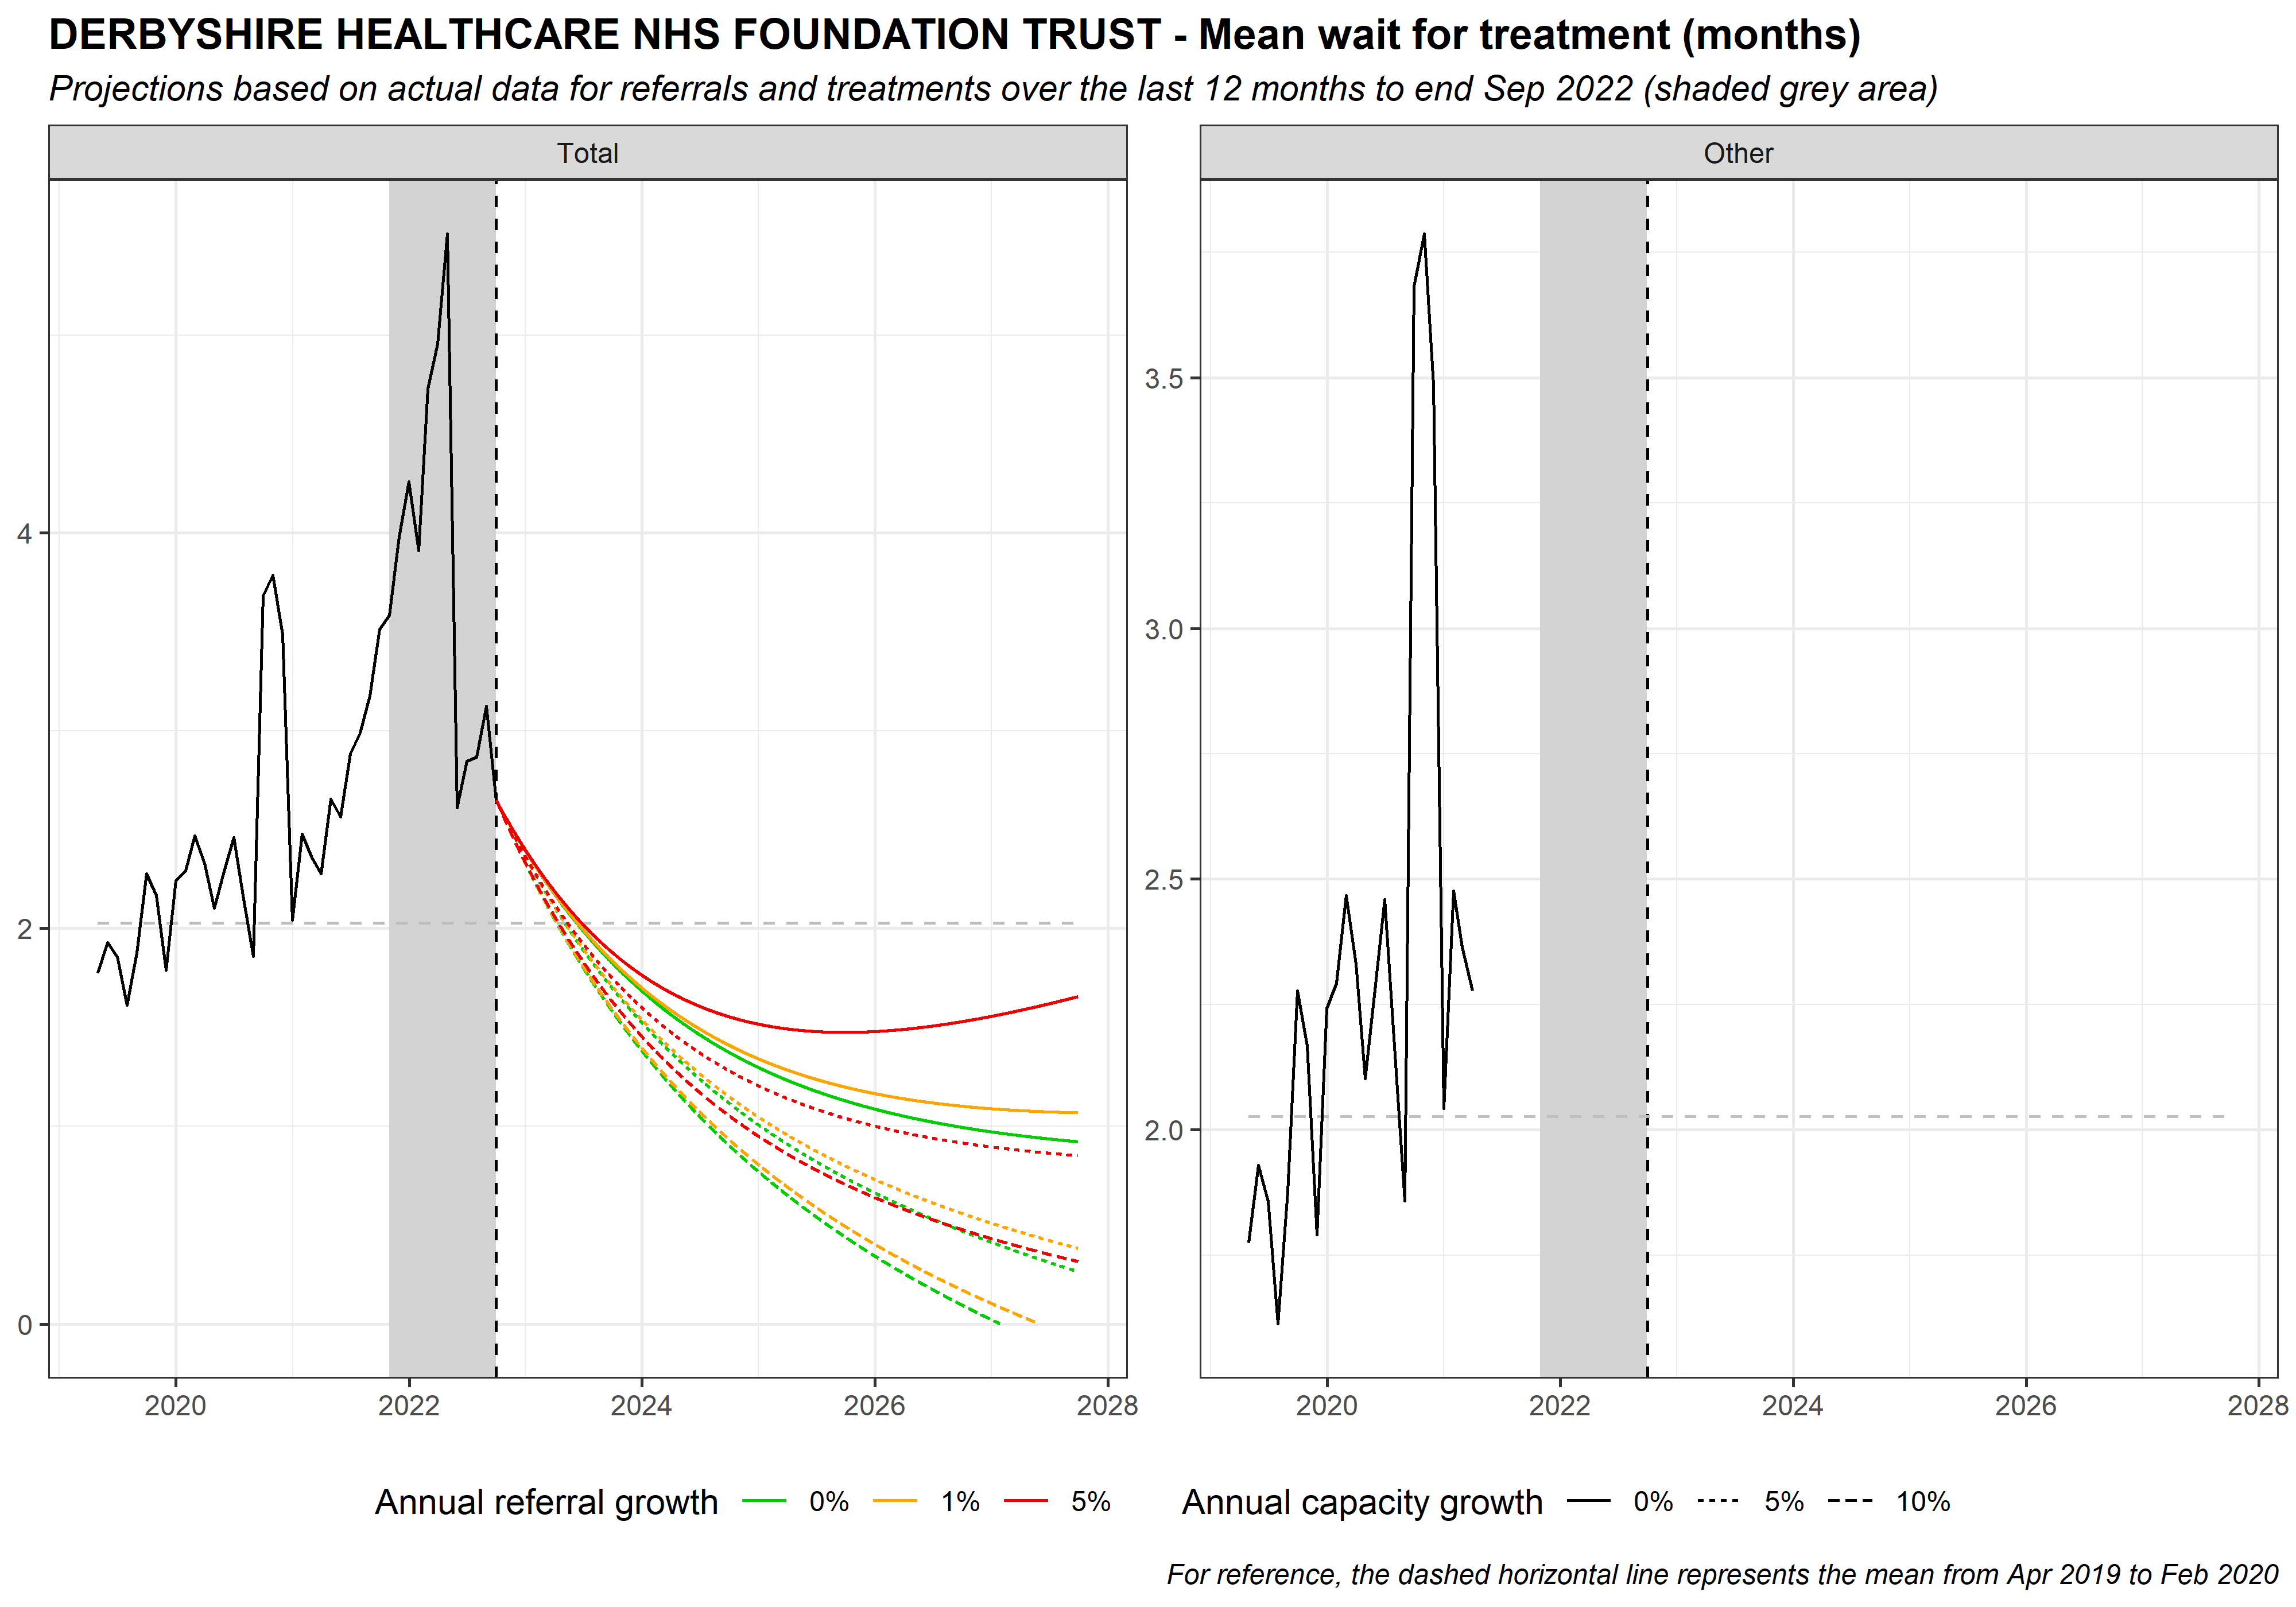 DERBYSHIRE HEALTHCARE NHS FOUNDATION TRUST - Mean wait for treatment (months)
Projections based on actual data for referrals and treatments over the last 12 months to end Sep 2022 (shaded grey area)
Total
4
2
0
2020 2022 2024 2026 2028
Other
3.5
3.0
2.5
2.0
2020 2022 2024 2026 2028
Annual referral growth 0% 1% 5%
Annual capacity growth 0% 5% 10%
For reference, the dashed horizontal line represents the mean from Apr 2019 to Feb 2020